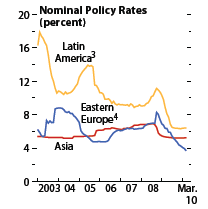 Nominal Policy Rates
(percent)
20
16
12
8
4
0
Latin
America3
Eastern
Europe4
Asia
2003 04 05 06 07 08 Mar.
10